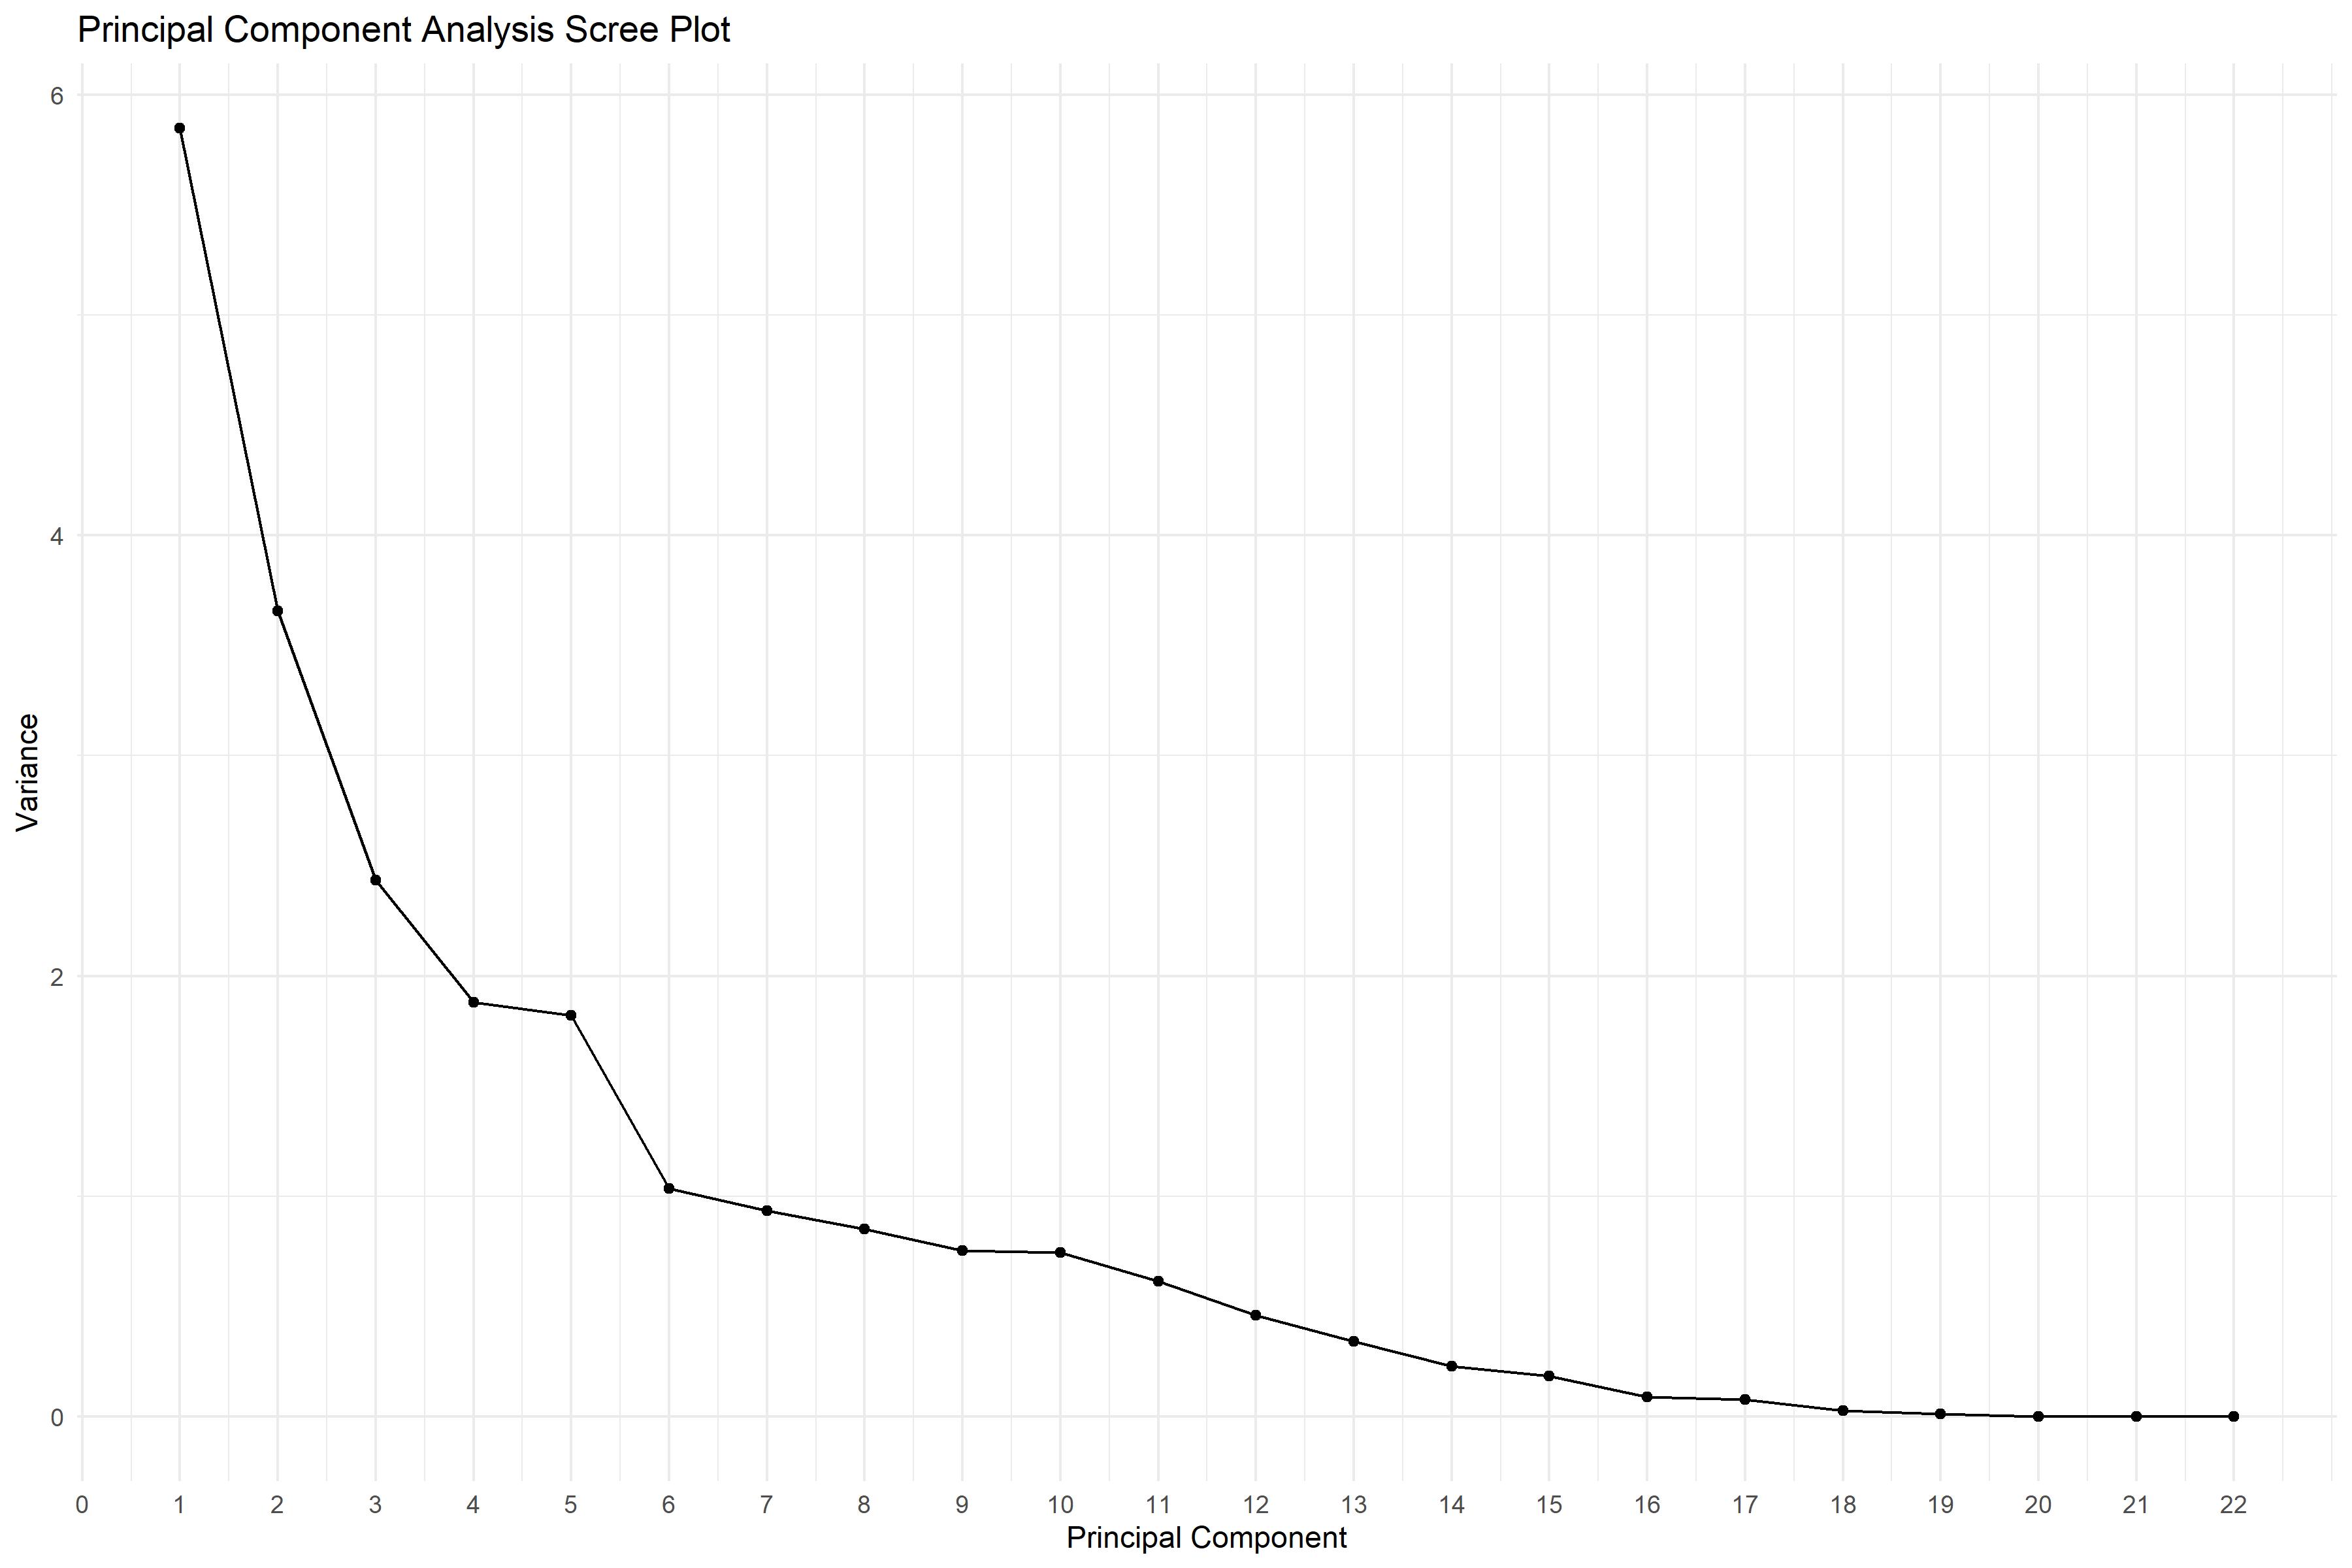 Principal Component Analysis Scree Plot
6
4
2
0
Variance
0 1 2 3 4 5 6 7 8 9 10 11 12 13 14 15 16 17 18 19 20 21 22
Principal Component